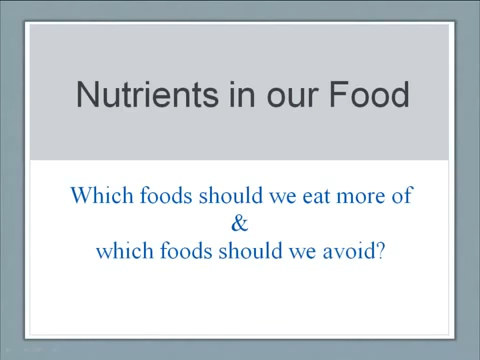 Nutrients in our Food
Which foods should we eat more of
&
which foods should we avoid?